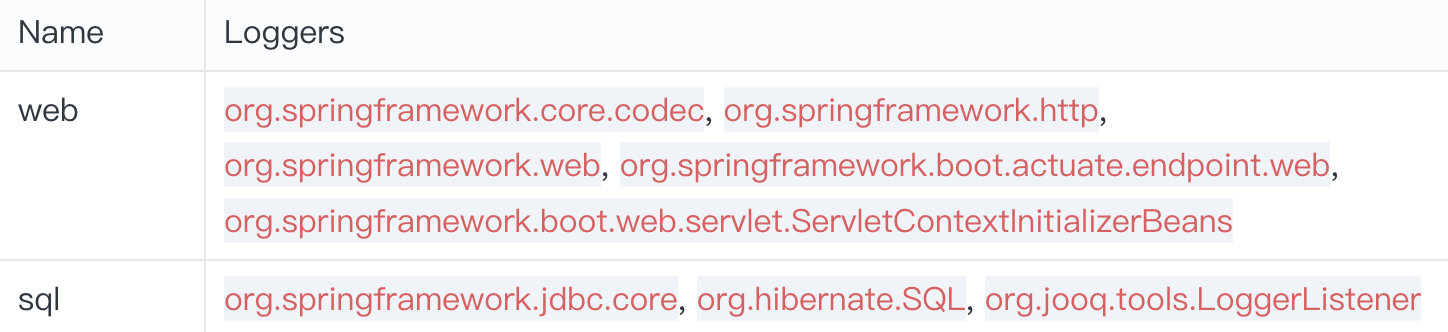 Name Loggers
web org.springframework.core.codec, org.springframework.http,
org.springframework.web, org.springframework.boot.actuate.endpoint.web,
org.springframework.boot.web.servlet.ServletContextInitializerBeans
sql org.springframework.jdbc.core, org.hibernate.SQL, org.jooq.tools.LoggerListener